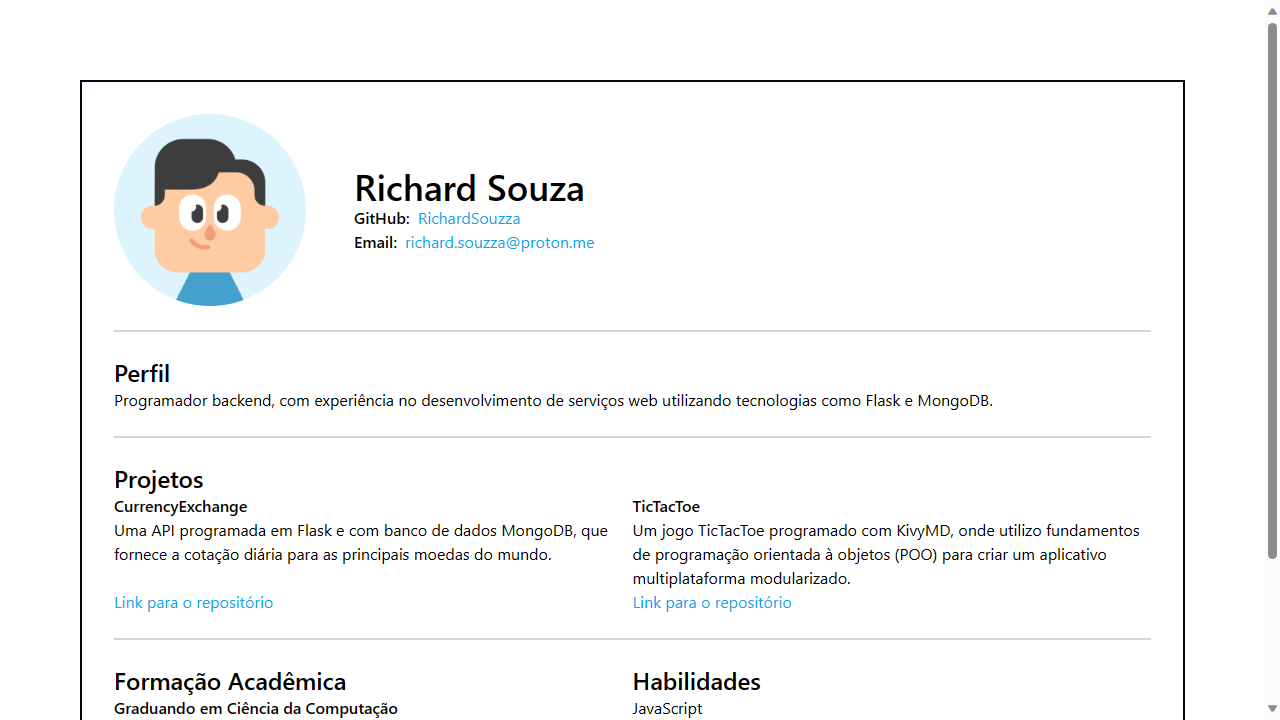 Richard Souza
GitHub: RichardSouzza
Email: richard.souzza@proton.me
Perfil
Programador backend, com experiência no desenvolvimento de serviços web utilizando tecnologias como Flask e MongoDB.
Projetos
CurrencyExchange
Uma API programada em Flask e com banco de dados MongoDB, que
fornece a cotação diária para as principais moedas do mundo.
Link para o repositório
TicTacToe
Um jogo TicTacToe programado com KivyMD, onde utilizo fundamentos
de programação orientada à objetos (POO) para criar um aplicativo
multiplataforma modularizado.
Link para o repositório
Formação Acadêmica
Graduando em Ciência da Computação
Habilidades
JavaScript